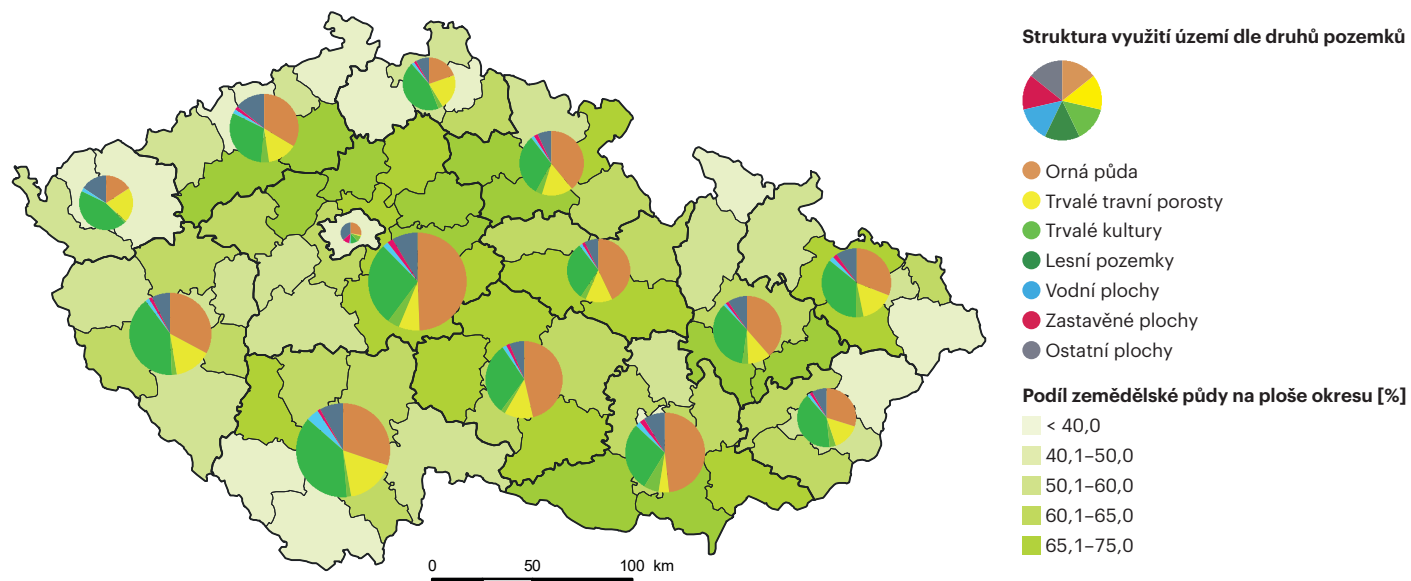 Struktura využití území dle druhů pozemků
Orná půda
Trvalé travní porosty
Trvalé kultury
Lesní pozemky
Vodní plochy
Zastavěné plochy
Ostatní plochy
Podíl zemědělské půdy na ploše okresu [%]
< 40,0
40,1–50,0
50,1–60,0
60,1–65,0
65,1–75,0
0 50 100 km